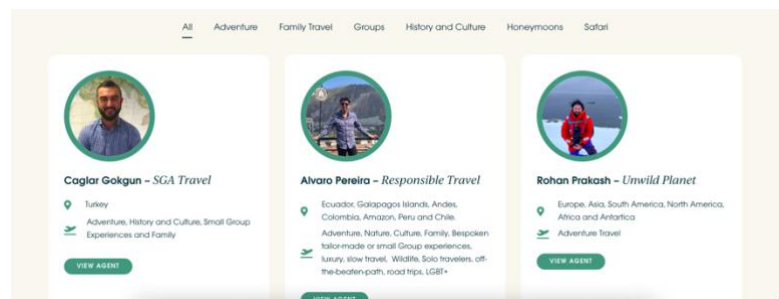 All Adventure Family Travel Groups History and Culture Honeymoons Safari
Caglar Gokgun – SGA Travel
Turkey
Adventure, History and Culture, Small Group
Experiences and Family
VIEW AGENT
Alvaro Pereira – Responsible Travel
Ecuador, Galapagos Islands, Andes,
Colombia, Amazon, Peru and Chile.
Adventure, Nature, Culture, Family, Bespoken
tailor-made or small Group experiences,
luxury, slow travel, Wildlife, Solo travelers, off-
the-beaten-path, road trips, LGBT+
VIEW AGENT
Rohan Prakash – Unwild Planet
Europe, Asia, South America, North America,
Africa and Antartica
Adventure Travel
VIEW AGENT